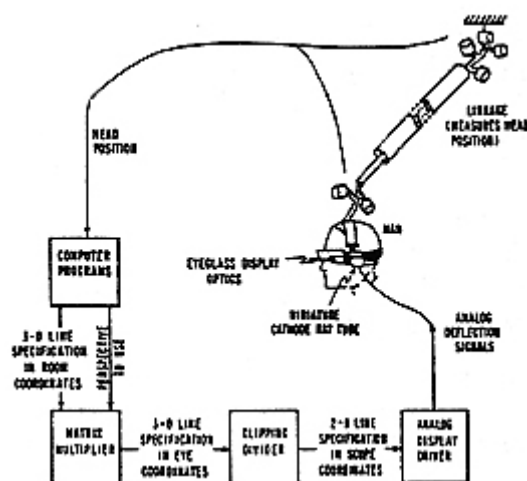 HEAD
POSITION
LINKAGE
(MEASURES HEAD
POSITION)
MAN
EYEGLASS DISPLAY
OPTICS
MINIATURE
CATHODE RAY TUBE
COMPUTER
PROGRAMS
3-D LINE
SPECIFICATION
IN ROOM
COORDINATES
PERSPECTIVE
TO USE
ANALOG
DEFLECTION
SIGNALS
MATRIX
MULTIPLIER
3-D LINE
SPECIFICATION
IN EYE
COORDINATES
CLIPPING
DIVIDER
2-D LINE
SPECIFICATION
IN SCOPE
COORDINATES
ANALOG
DISPLAY
DRIVER